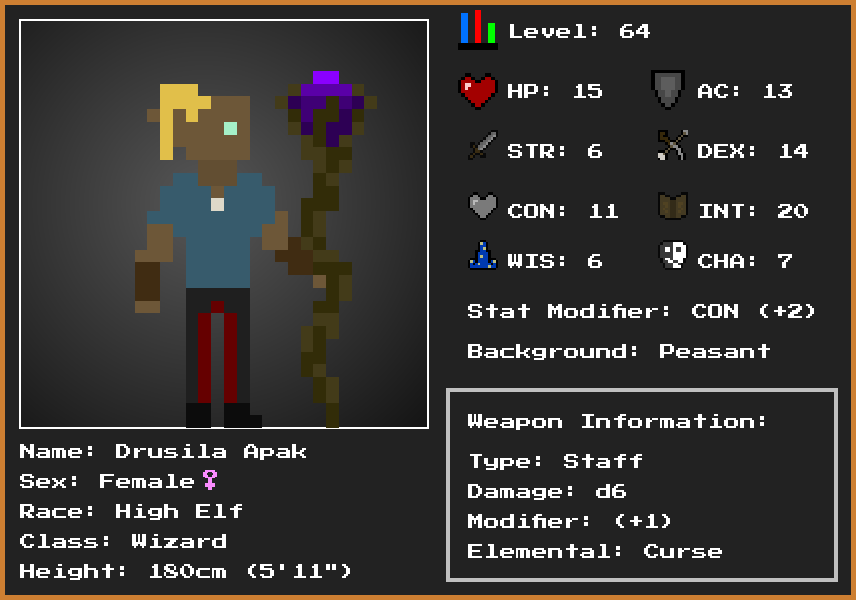 Level: 64
HP: 15 AC: 13
STR: 6 DEX: 14
CON: 11 INT: 20
WIS: 6 CHA: 7
Stat Modifier: CON (+2)
Background: Peasant
Weapon Information:
Type: Staff
Damage: d6
Modifier: (+1)
Elemental: Curse
Name: Drusila Apak
Sex: Female♀
Race: High Elf
Class: Wizard
Height: 180cm (5'11")